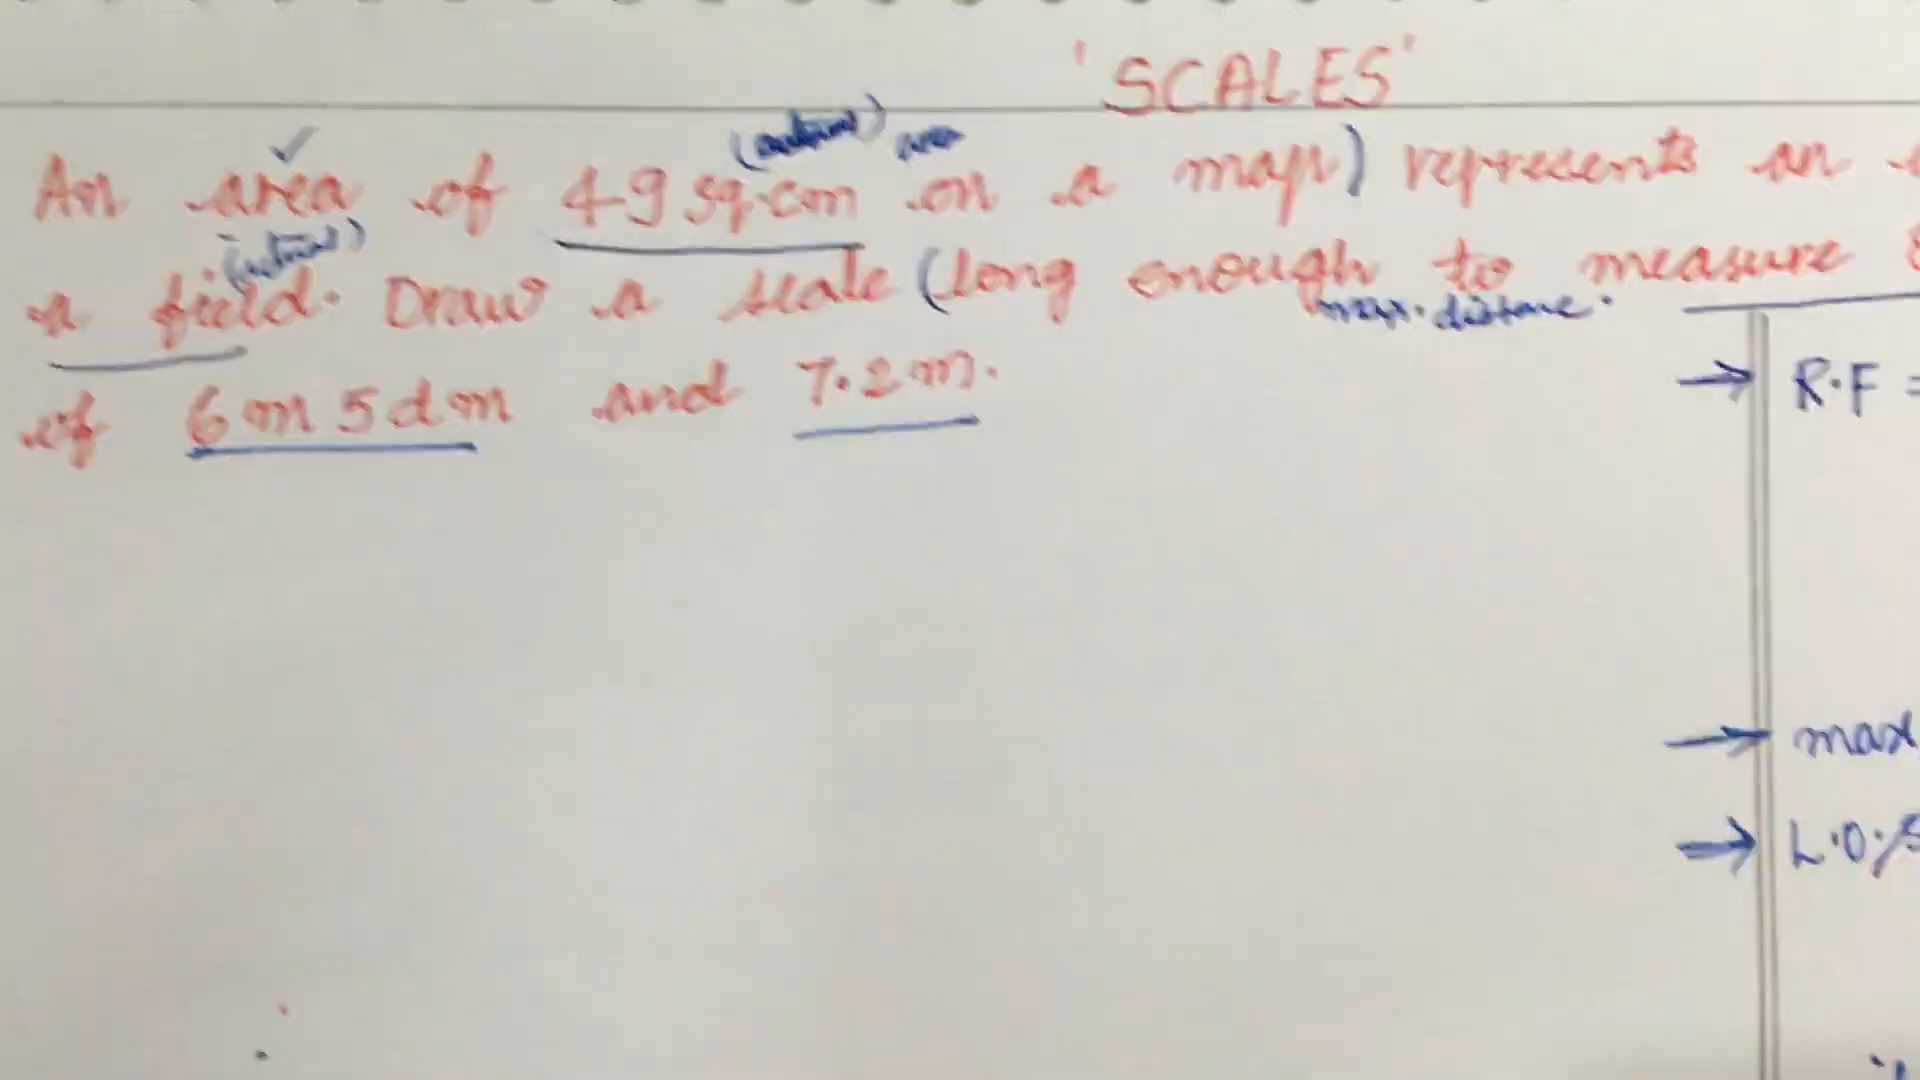 'SCALES'
area
An area of 49 sq.cm on a map) represents an
(actual)
a field. Draw a scale (long enough to measure 8
max. distance.
of 6m 5dm and 7.2m.
→ R.F =
→ max
→ L.O.S